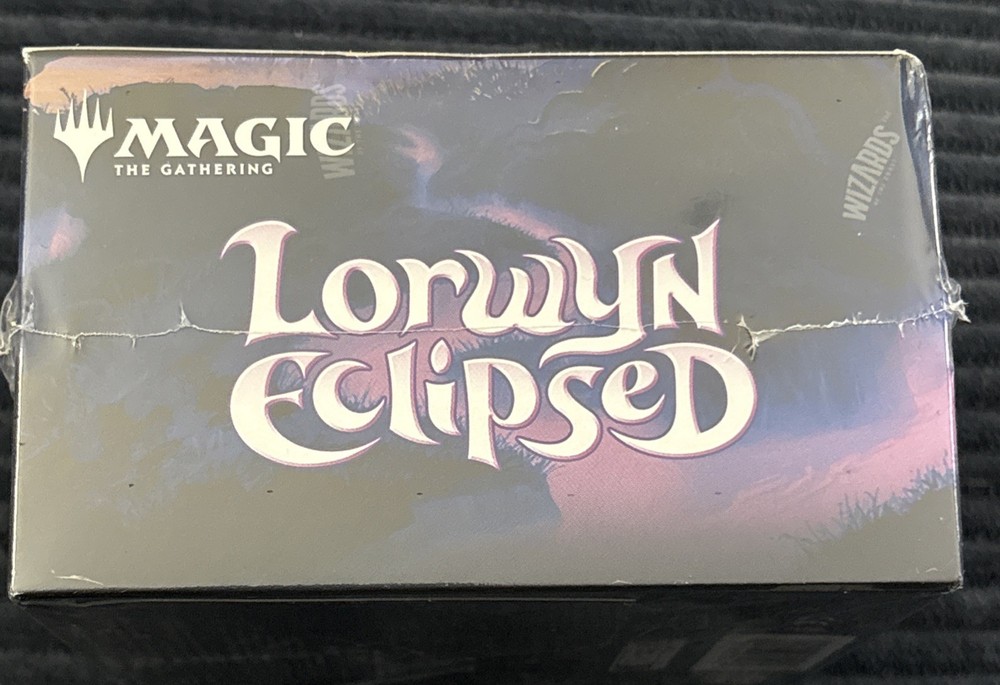 MAGIC
THE GATHERING
WIZARDS
WIZARDS
Lorwyn
Eclipsed